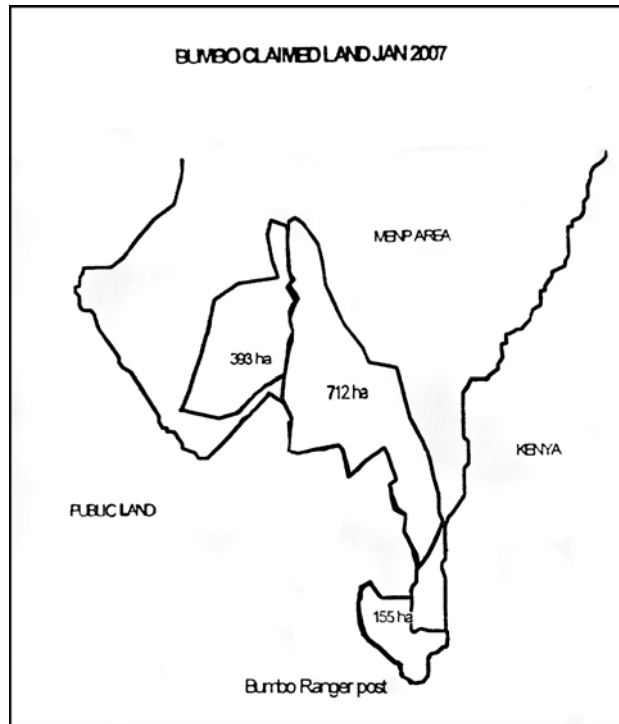 BUMBO CLAIMED LAND JAN 2007
MENP AREA
393 ha
712 ha
KENYA
PUBLIC LAND
155 ha
Bumbo Ranger post